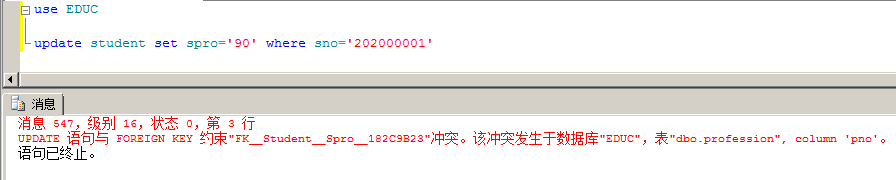 use EDUC
update student set spro='90' where sno='202000001'
消息
消息 547，级别 16，状态 0，第 3 行
UPDATE 语句与 FOREIGN KEY 约束"FK__Student__Spro__182C9B23"冲突。该冲突发生于数据库"EDUC"，表"dbo.profession", column 'pno'。
语句已终止。